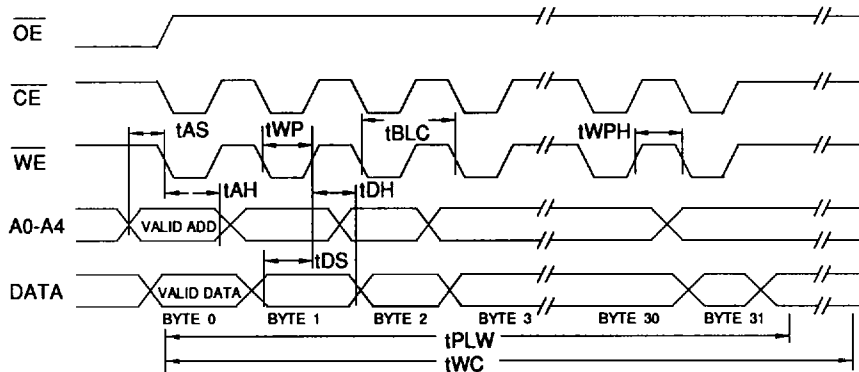 OE
CE
tAS
tWP
tBLC
tWPH
WE
tAH
tDH
A0-A4
VALID ADD
tDS
DATA
VALID DATA
BYTE 0
BYTE 1
BYTE 2
BYTE 3
BYTE 30
BYTE 31
tPLW
tWC